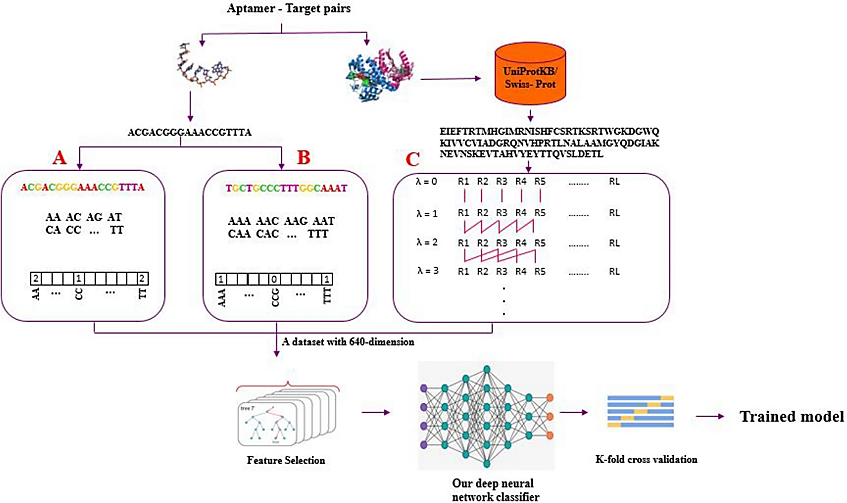 Aptamer - Target pairs
UniProtKB/
Swiss- Prot
ACGACGGGAAACCGTTTA
EIEFTRTMHGIMRNISHFCSRTKSRTWGKDGWQ
KIVVCVIADGRQNVHPRTLNALAAMGYQDGIAK
NEVNSKEVTAHVYEYTTQVSLDETL
A
B
C
ACGACGGGAAACCGTTTA
AA AC AG AT
CA CC ... TT
2 1 2
AA ... CC ... TT
TGCTGCCCTTTGGCAAAT
AAA AAC AAG AAT
CAA CAC ... TTT
1 0 1
AAA ... CCG ... TTT
λ = 0 R1 R2 R3 R4 R5 ........ RL
λ = 1 R1 R2 R3 R4 R5 ........ RL
λ = 2 R1 R2 R3 R4 R5 ........ RL
λ = 3 R1 R2 R3 R4 R5 ........ RL
.
.
.
A dataset with 640-dimension
tree T
Feature Selection
Our deep neural
network classifier
K-fold cross validation
Trained model